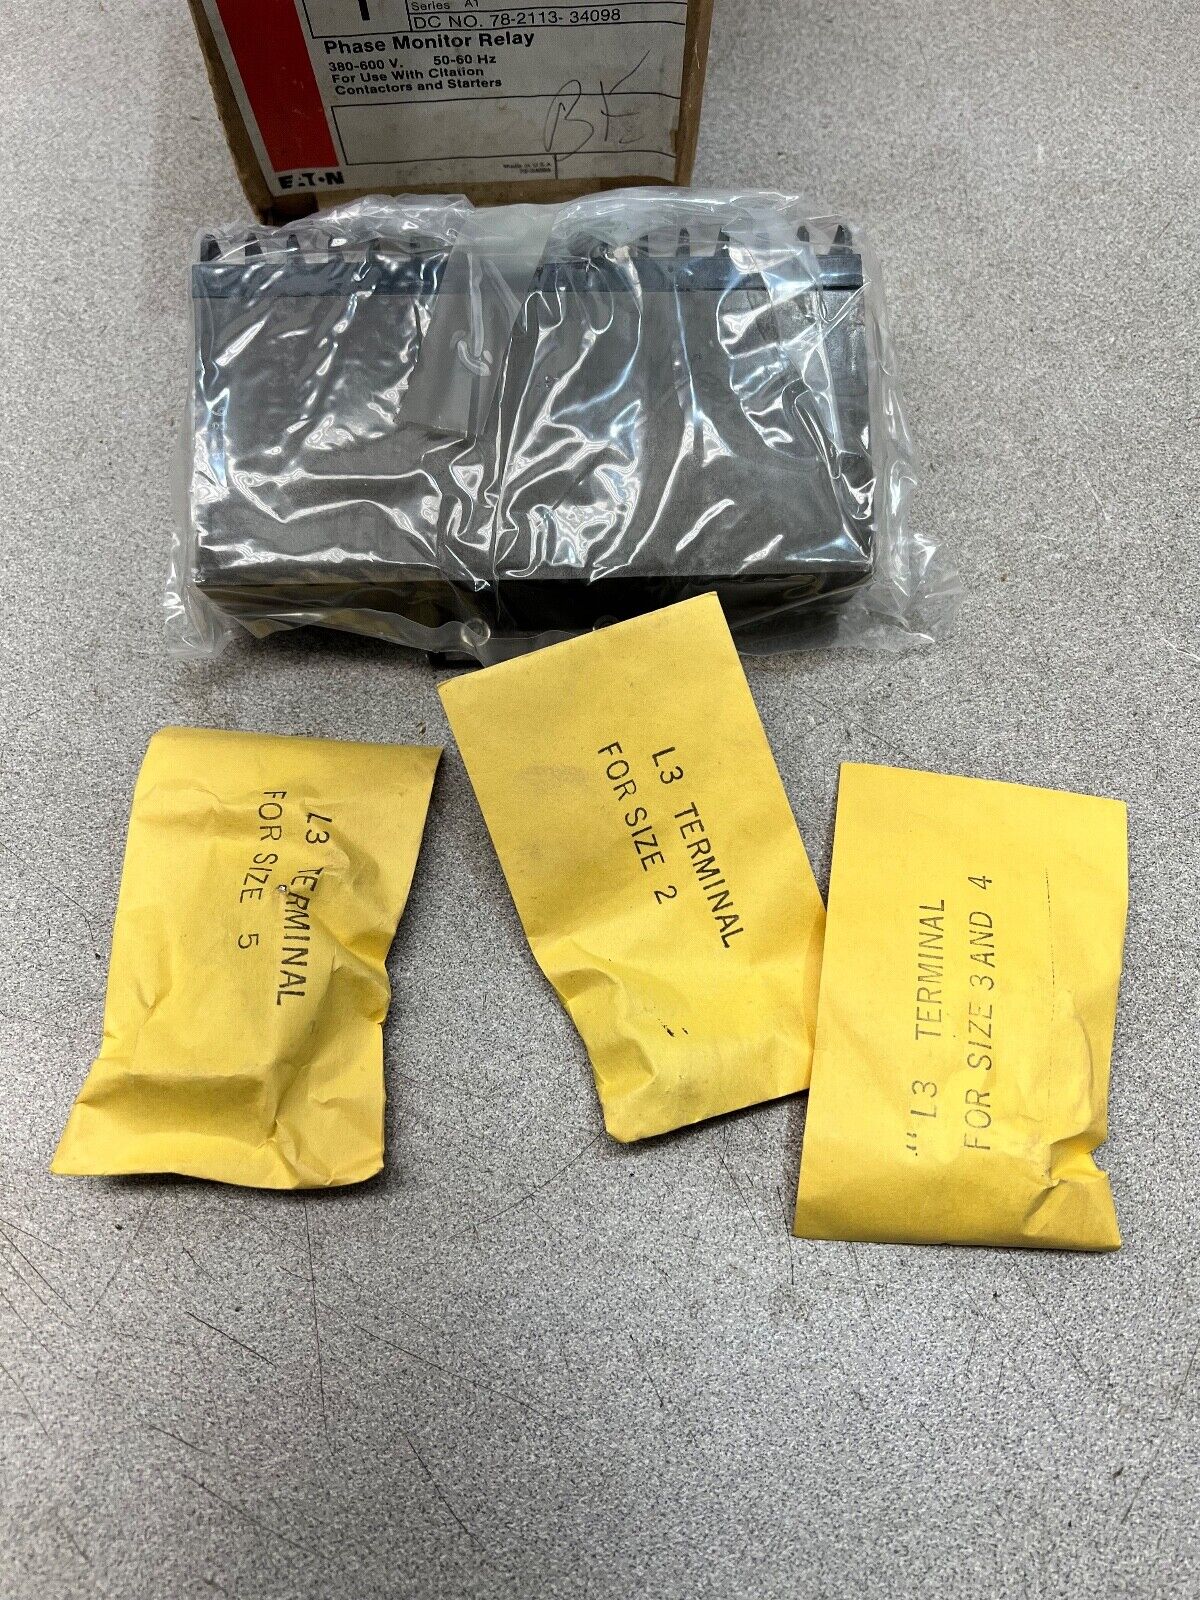 1
Series A1
DC NO. 78-2113-34098
Phase Monitor Relay
380-600 V. 50-60 Hz
For Use With Citation
Contactors and Starters
Made in U.S.A.
EATON
L3 TERMINAL
FOR SIZE 5
L3 TERMINAL
FOR SIZE 2
"L3 TERMINAL
FOR SIZE 3 AND 4